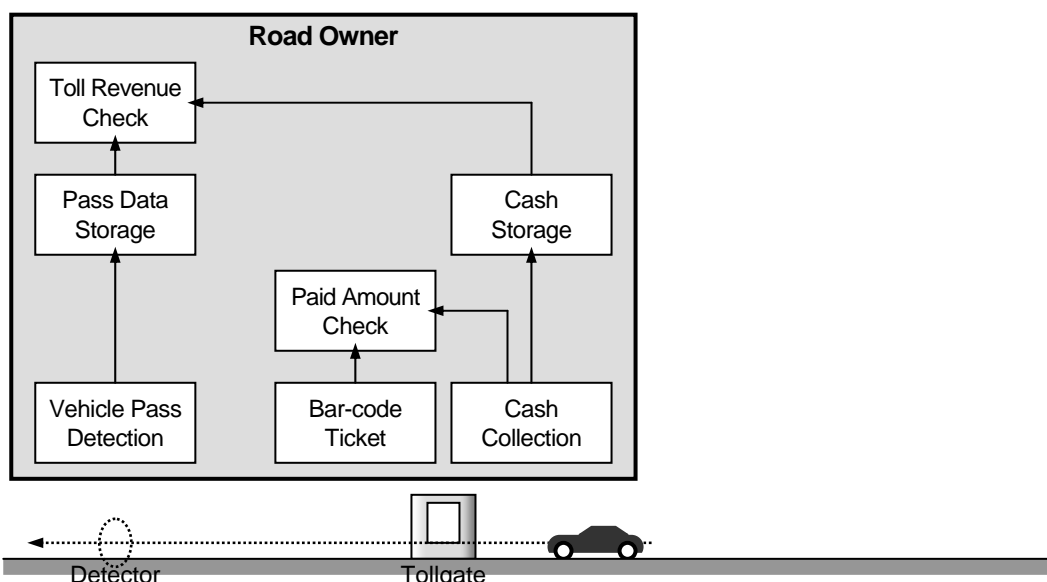 Road Owner
Toll Revenue
Check
Pass Data
Storage
Cash
Storage
Paid Amount
Check
Vehicle Pass
Detection
Bar-code
Ticket
Cash
Collection
Detector
Tollgate